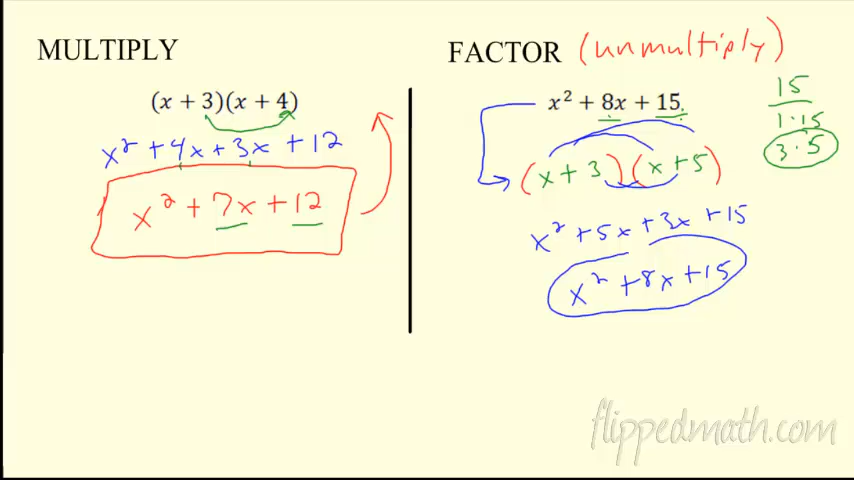 MULTIPLY
(x + 3)(x + 4)
x² + 4x + 3x + 12
x² + 7x + 12
FACTOR (unmultiply)
x² + 8x + 15
15
1·15
3·5
(x + 3)(x + 5)
x² + 5x + 3x + 15
x² + 8x + 15
flippedmath.com